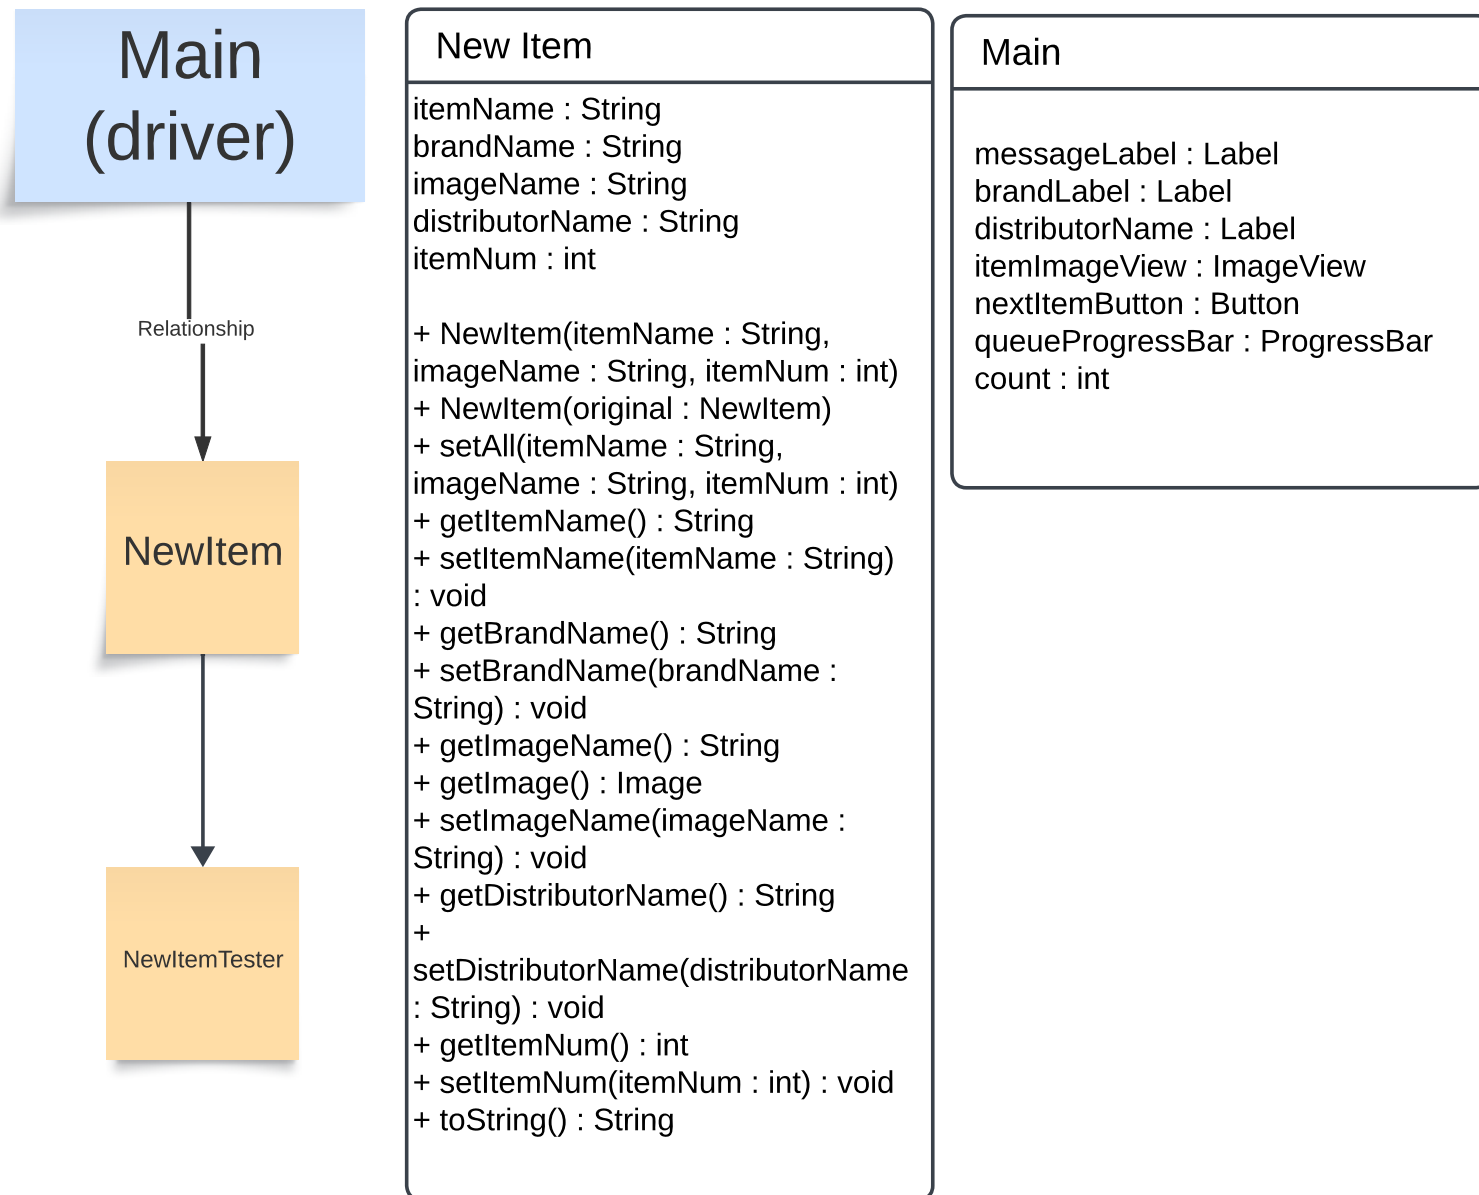 Main
(driver)
Relationship
NewItem
NewItemTester
New Item
itemName : String
brandName : String
imageName : String
distributorName : String
itemNum : int
+ NewItem(itemName : String,
imageName : String, itemNum : int)
+ NewItem(original : NewItem)
+ setAll(itemName : String,
imageName : String, itemNum : int)
+ getItemName() : String
+ setItemName(itemName : String)
: void
+ getBrandName() : String
+ setBrandName(brandName :
String) : void
+ getImageName() : String
+ getImage() : Image
+ setImageName(imageName :
String) : void
+ getDistributorName() : String
+
setDistributorName(distributorName
: String) : void
+ getItemNum() : int
+ setItemNum(itemNum : int) : void
+ toString() : String
Main
messageLabel : Label
brandLabel : Label
distributorName : Label
itemImageView : ImageView
nextItemButton : Button
queueProgressBar : ProgressBar
count : int